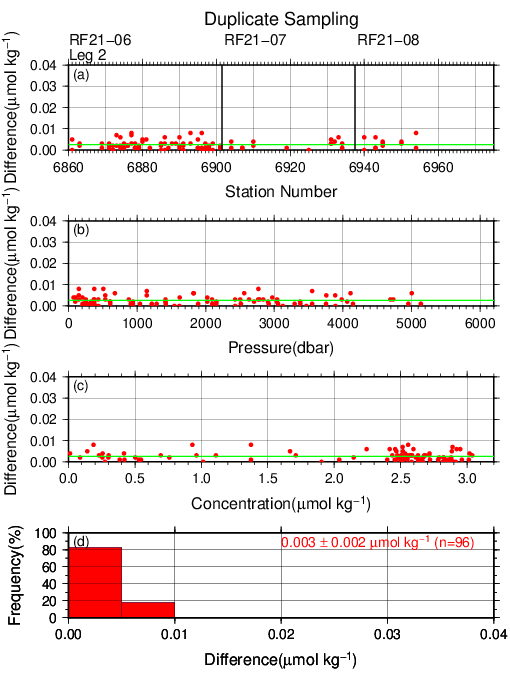 Duplicate Sampling
RF21−06 RF21−07 RF21−08
Leg 2
(a)
Difference(μmol kg⁻¹)
0.04
0.03
0.02
0.01
0.00
6860 6880 6900 6920 6940 6960
Station Number
(b)
Difference(μmol kg⁻¹)
0.04
0.03
0.02
0.01
0.00
0 1000 2000 3000 4000 5000 6000
Pressure(dbar)
(c)
Difference(μmol kg⁻¹)
0.04
0.03
0.02
0.01
0.00
0.0 0.5 1.0 1.5 2.0 2.5 3.0
Concentration(μmol kg⁻¹)
(d)
0.003 ± 0.002 μmol kg⁻¹ (n=96)
Frequency(%)
100
80
60
40
20
0
0.00 0.01 0.02 0.03 0.04
Difference(μmol kg⁻¹)